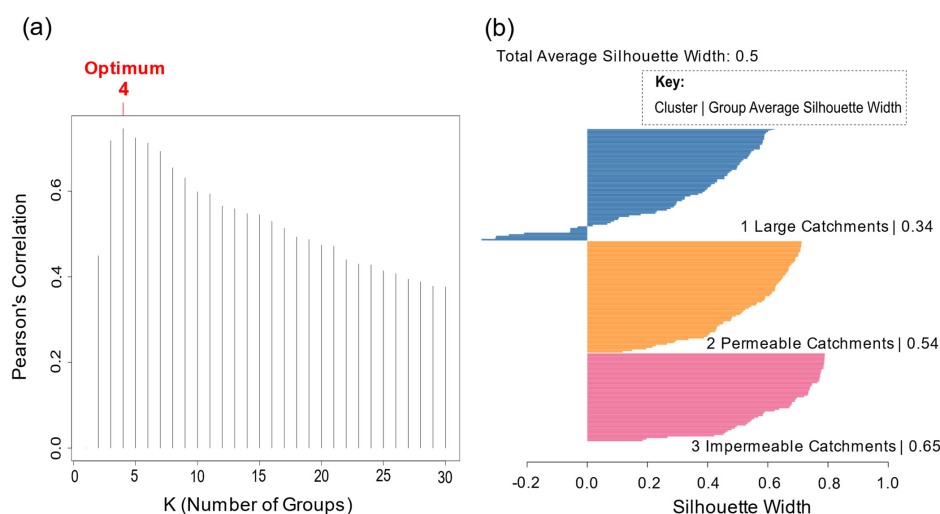 (a)
Optimum
4
Pearson's Correlation
0.0
0.2
0.4
0.6
0 5 10 15 20 25 30
K (Number of Groups)
(b)
Total Average Silhouette Width: 0.5
Key:
Cluster | Group Average Silhouette Width
1 Large Catchments | 0.34
2 Permeable Catchments | 0.54
3 Impermeable Catchments | 0.65
-0.2 0.0 0.2 0.4 0.6 0.8 1.0
Silhouette Width